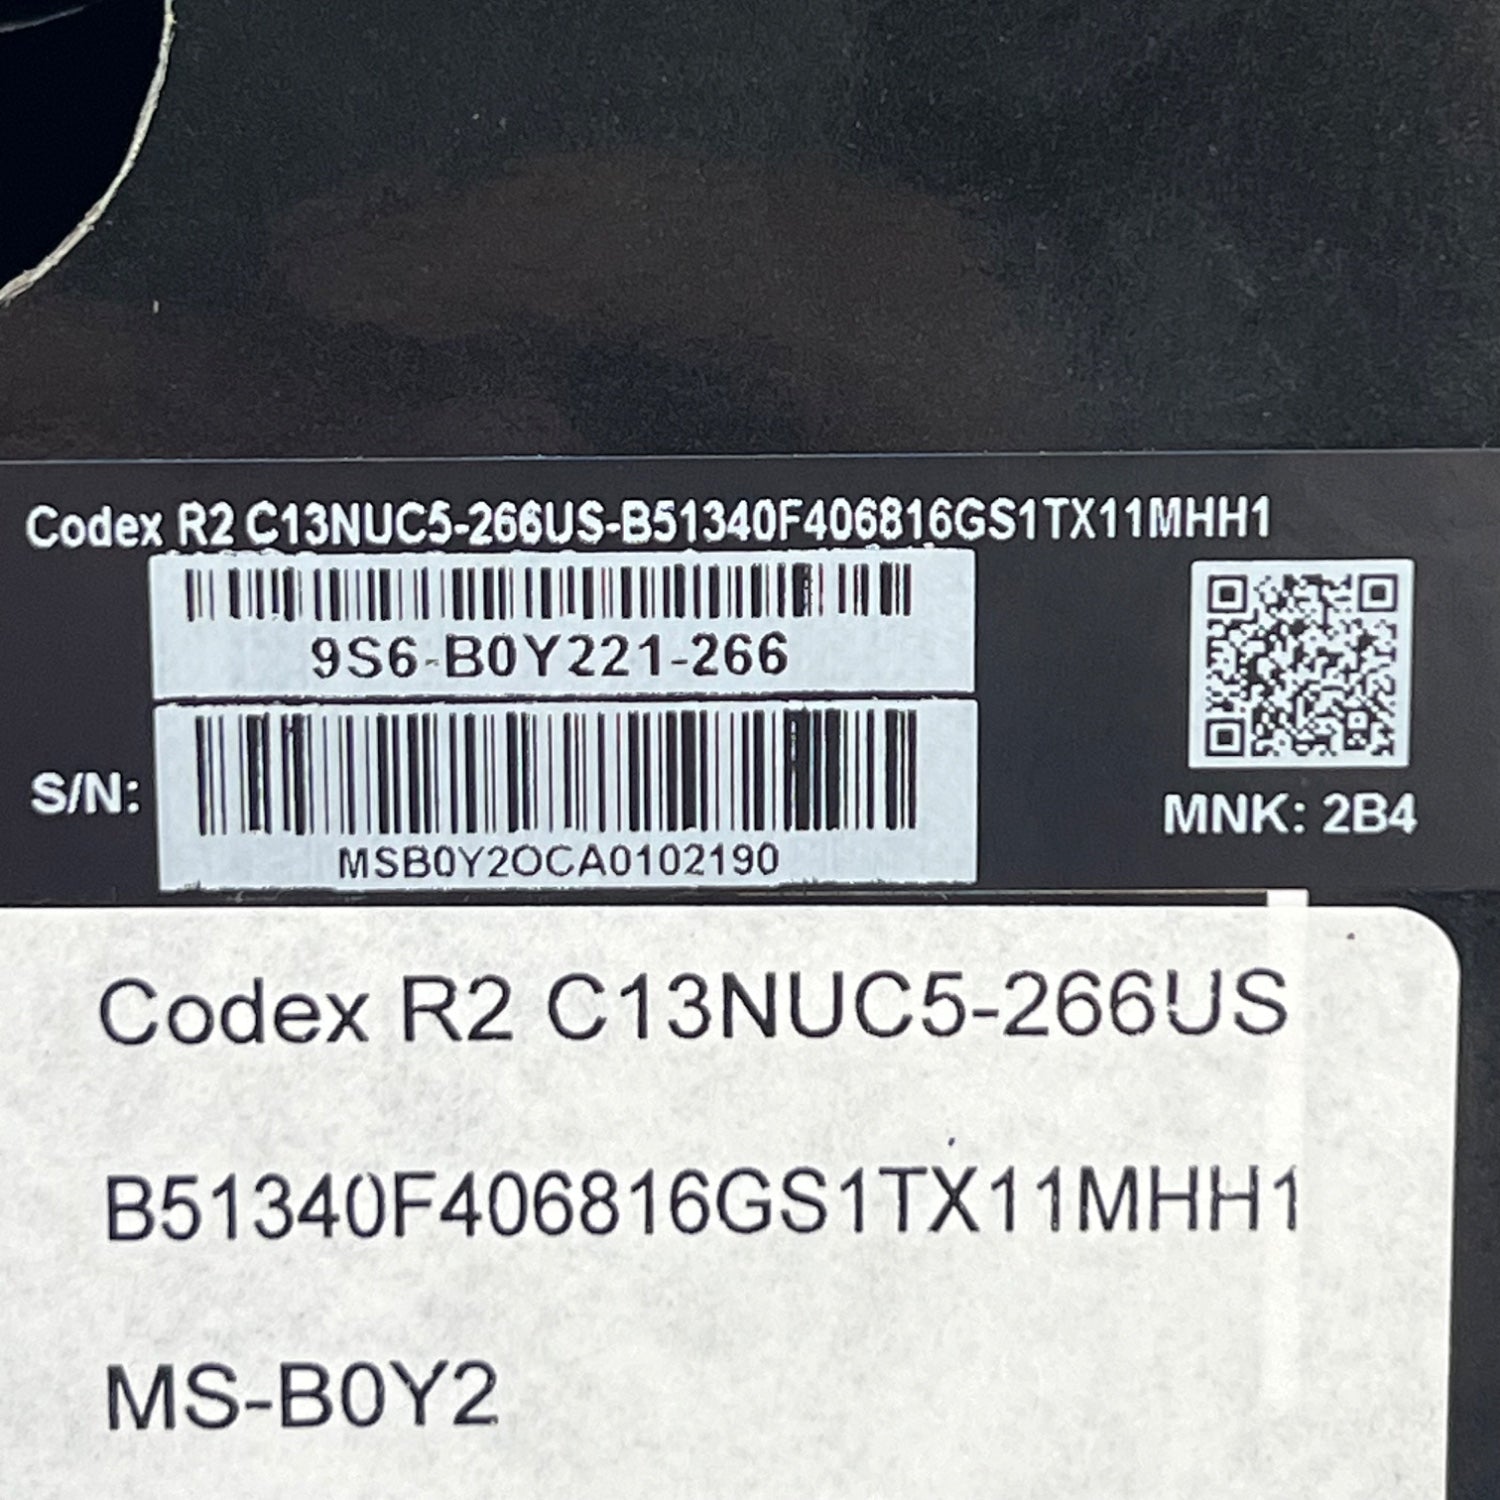 Codex R2 C13NUC5-266US-B51340F406816GS1TX11MHH1
9S6-B0Y221-266
S/N:
MSB0Y2OCA0102190
MNK: 2B4
Codex R2 C13NUC5-266US
B51340F406816GS1TX11MHH1
MS-B0Y2